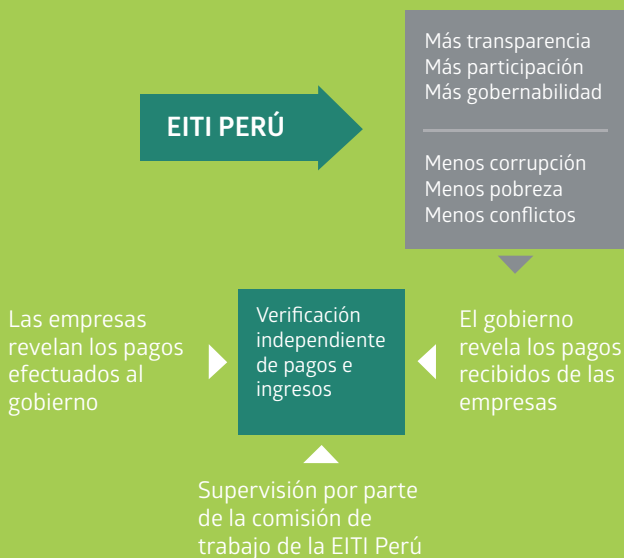 EITI PERÚ
Más transparencia
Más participación
Más gobernabilidad
Menos corrupción
Menos pobreza
Menos conflictos
Las empresas
revelan los pagos
efectuados al
gobierno
Verificación
independiente
de pagos e
ingresos
El gobierno
revela los pagos
recibidos de las
empresas
Supervisión por parte
de la comisión de
trabajo de la EITI Perú